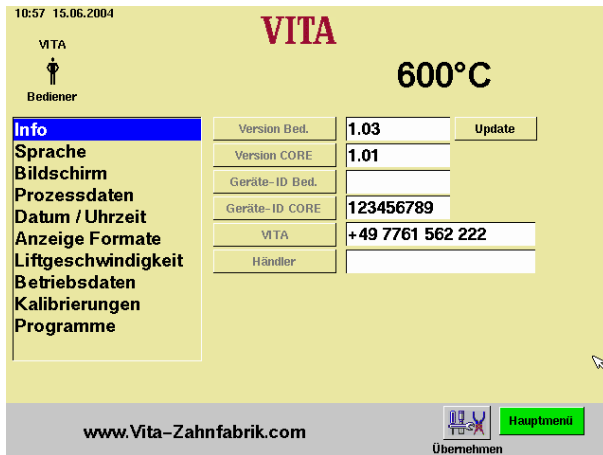 10:57 15.06.2004
VITA
VITA
600°C
Bediener
Info
Sprache
Bildschirm
Prozessdaten
Datum / Uhrzeit
Anzeige Formate
Liftgeschwindigkeit
Betriebsdaten
Kalibrierungen
Programme
Version Bed. 1.03 Update
Version CORE 1.01
Geräte-ID Bed.
Geräte-ID CORE 123456789
VITA +49 7761 562 222
Händler
www.Vita-Zahnfabrik.com
Übernehmen
Hauptmenü